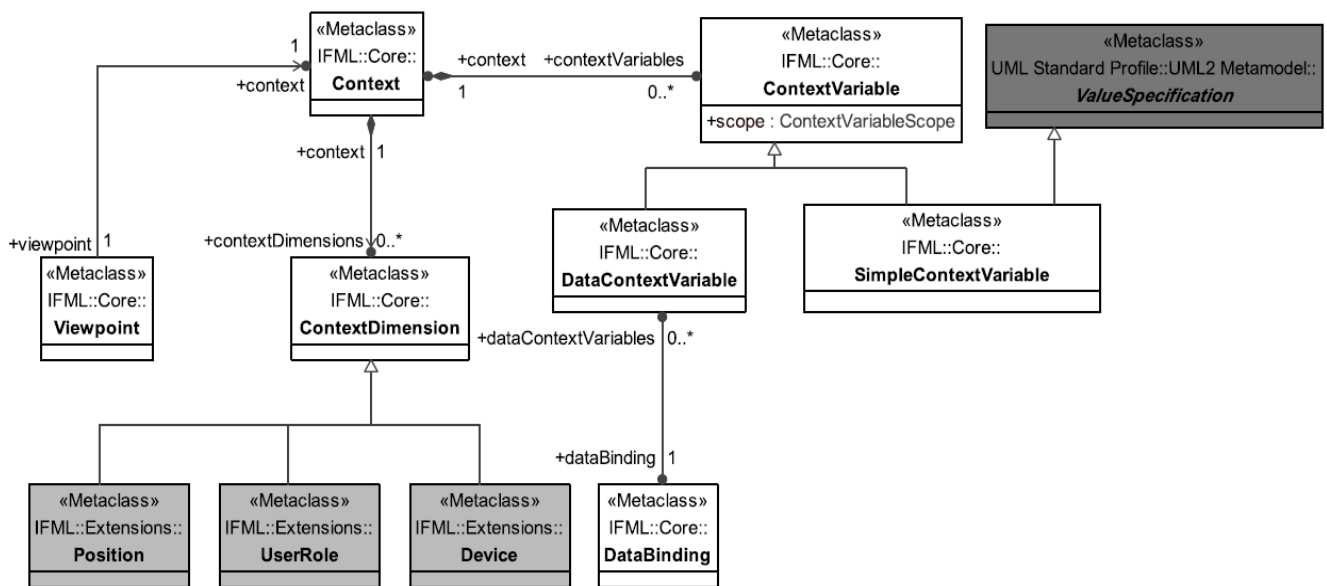 «Metaclass»
IFML::Core::
Context
«Metaclass»
IFML::Core::
ContextVariable
+scope : ContextVariableScope
«Metaclass»
UML Standard Profile::UML2 Metamodel::
ValueSpecification
1
+context
+context
1
+contextVariables
0..*
+context
1
+viewpoint
1
+contextDimensions
0..*
«Metaclass»
IFML::Core::
Viewpoint
«Metaclass»
IFML::Core::
ContextDimension
«Metaclass»
IFML::Core::
DataContextVariable
«Metaclass»
IFML::Core::
SimpleContextVariable
+dataContextVariables
0..*
+dataBinding
1
«Metaclass»
IFML::Extensions::
Position
«Metaclass»
IFML::Extensions::
UserRole
«Metaclass»
IFML::Extensions::
Device
«Metaclass»
IFML::Core::
DataBinding